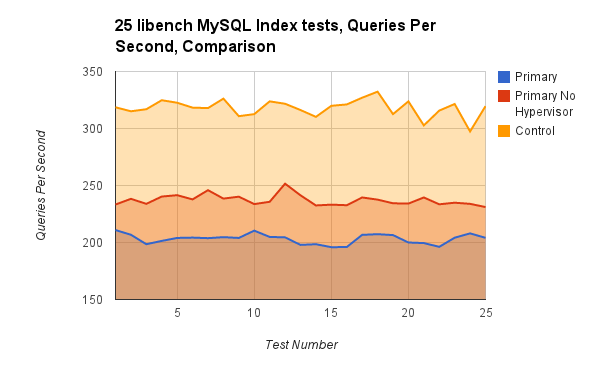 25 libench MySQL Index tests, Queries Per
Second, Comparison
350
300
250
200
150
Queries Per Second
5
10
15
20
25
Test Number
Primary
Primary No
Hypervisor
Control